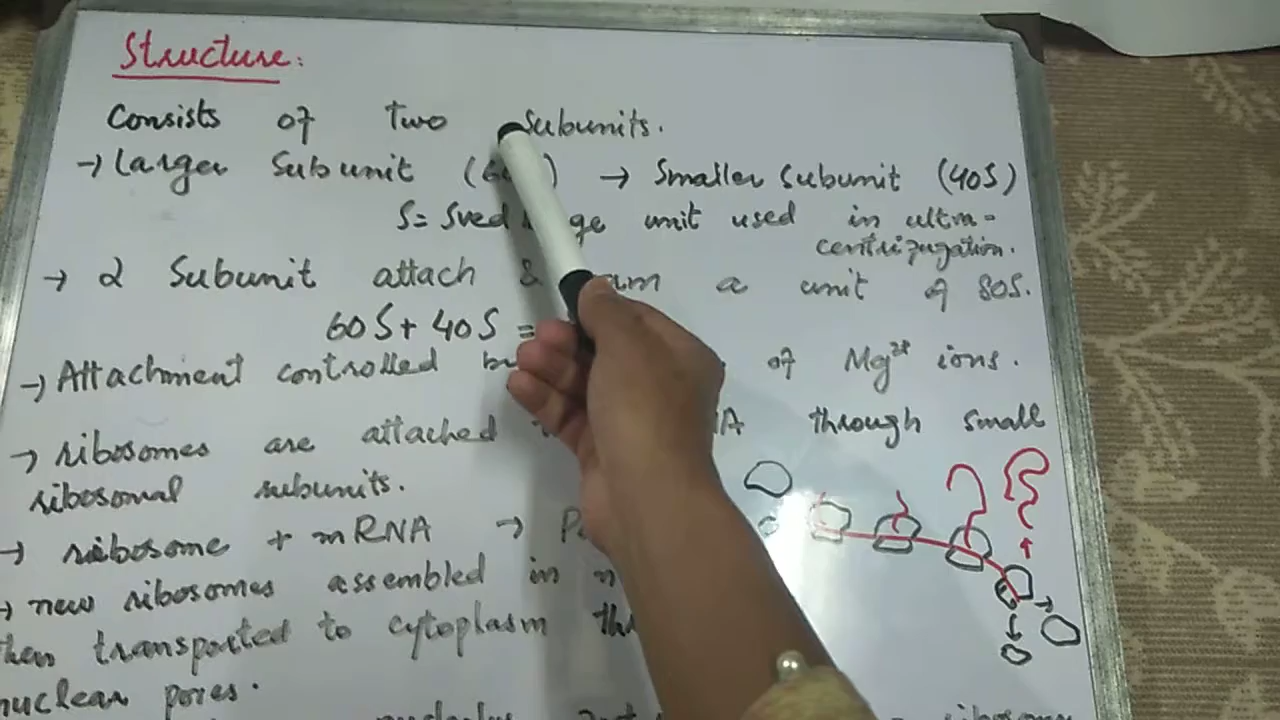 Structure:
Consists of Two Subunits.
→ Larger Subunit ( ) → Smaller Subunit (40S)
S= unit used in ultra-
centrifugation.
→ 2 Subunit attach & a unit of 80S.
60S + 40S =
→ Attachment controlled by of Mg²⁺ ions.
→ ribosomes are attached through small
ribosomal subunits.
→ ribosome + mRNA →
→ new ribosomes assembled in
then transported to cytoplasm
nuclear pores.